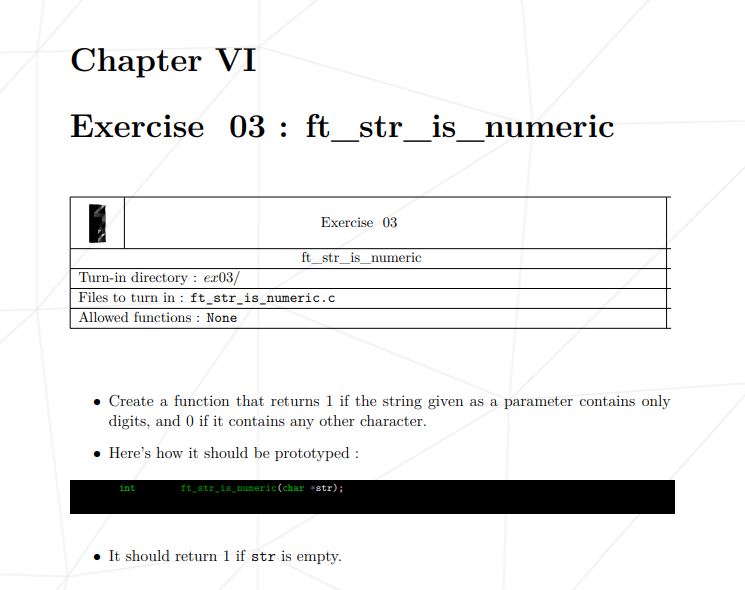 Chapter VI
Exercise 03 : ft_str_is_numeric
Exercise 03
ft_str_is_numeric
Turn-in directory : ex03/
Files to turn in : ft_str_is_numeric.c
Allowed functions : None
• Create a function that returns 1 if the string given as a parameter contains only
digits, and 0 if it contains any other character.
• Here's how it should be prototyped :
int ft_str_is_numeric(char *str);
• It should return 1 if str is empty.